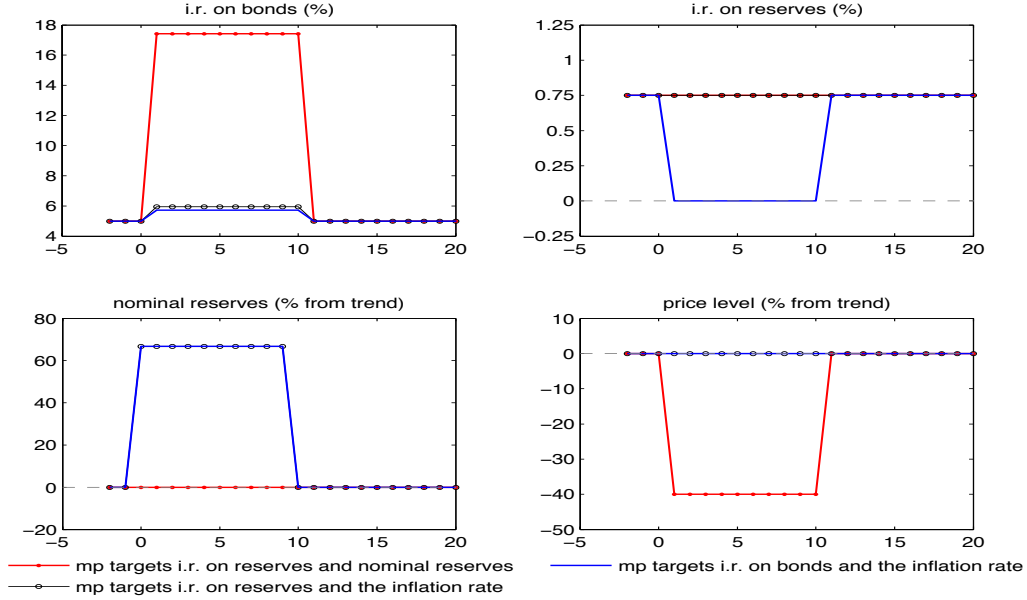 i.r. on bonds (%)
18
16
14
12
10
8
6
4
−5 0 5 10 15 20
i.r. on reserves (%)
1.25
1
0.75
0.5
0.25
0
−0.25
−5 0 5 10 15 20
nominal reserves (% from trend)
80
60
40
20
0
−20
−5 0 5 10 15 20
price level (% from trend)
10
0
−10
−20
−30
−40
−50
−5 0 5 10 15 20
mp targets i.r. on reserves and nominal reserves
mp targets i.r. on reserves and the inflation rate
mp targets i.r. on bonds and the inflation rate